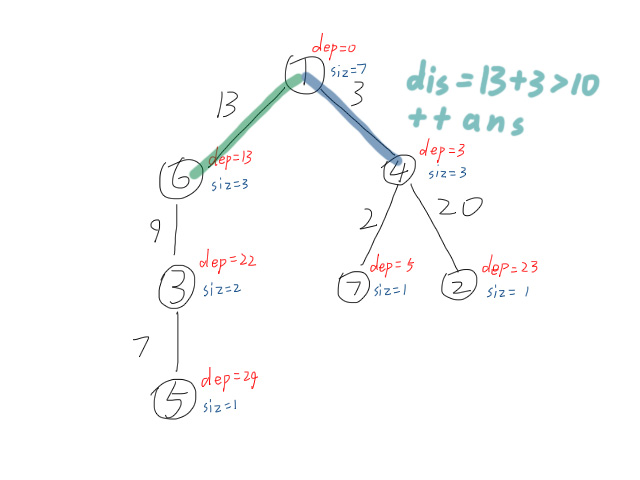 dep=0
1
siz=7
dis=13+3>10
++ans
13
3
dep=13
6
siz=3
dep=3
4
siz=3
9
2
20
dep=22
3
siz=2
dep=5
7
siz=1
dep=23
2
siz=1
7
dep=29
5
siz=1